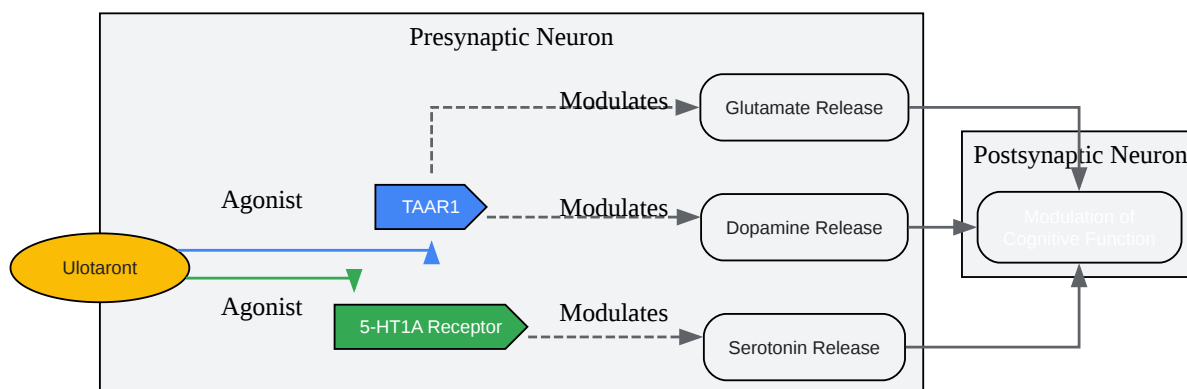 Presynaptic Neuron
Modulates
Glutamate Release
Postsynaptic Neuron
Agonist
TAAR1
Modulates
Dopamine Release
Modulation of
Cognitive Function
Ulotaront
Agonist
5-HT1A Receptor
Modulates
Serotonin Release